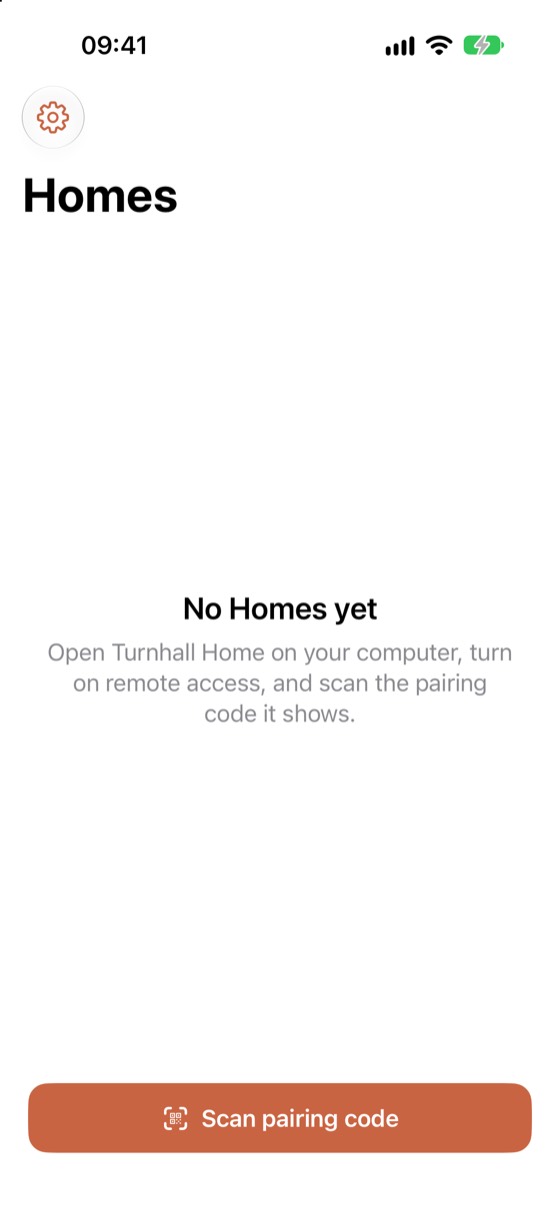 09:41
Homes
No Homes yet
Open Turnhall Home on your computer, turn
on remote access, and scan the pairing
code it shows.
Scan pairing code